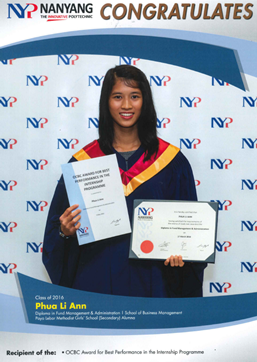 NYP NANYANG CONGRATULATES
THE INNOVATIVE POLYTECHNIC
OCBC AWARD FOR BEST
PERFORMANCE IN THE
INTERNSHIP
PROGRAMME
NYP
Class of 2016
Phua Li Ann
Diploma in Fund Management & Administration | School of Business Management
Paya Lebar Methodist Girls' School (Secondary) Alumna
Recipient of the: • OCBC Award for Best Performance in the Internship Programme